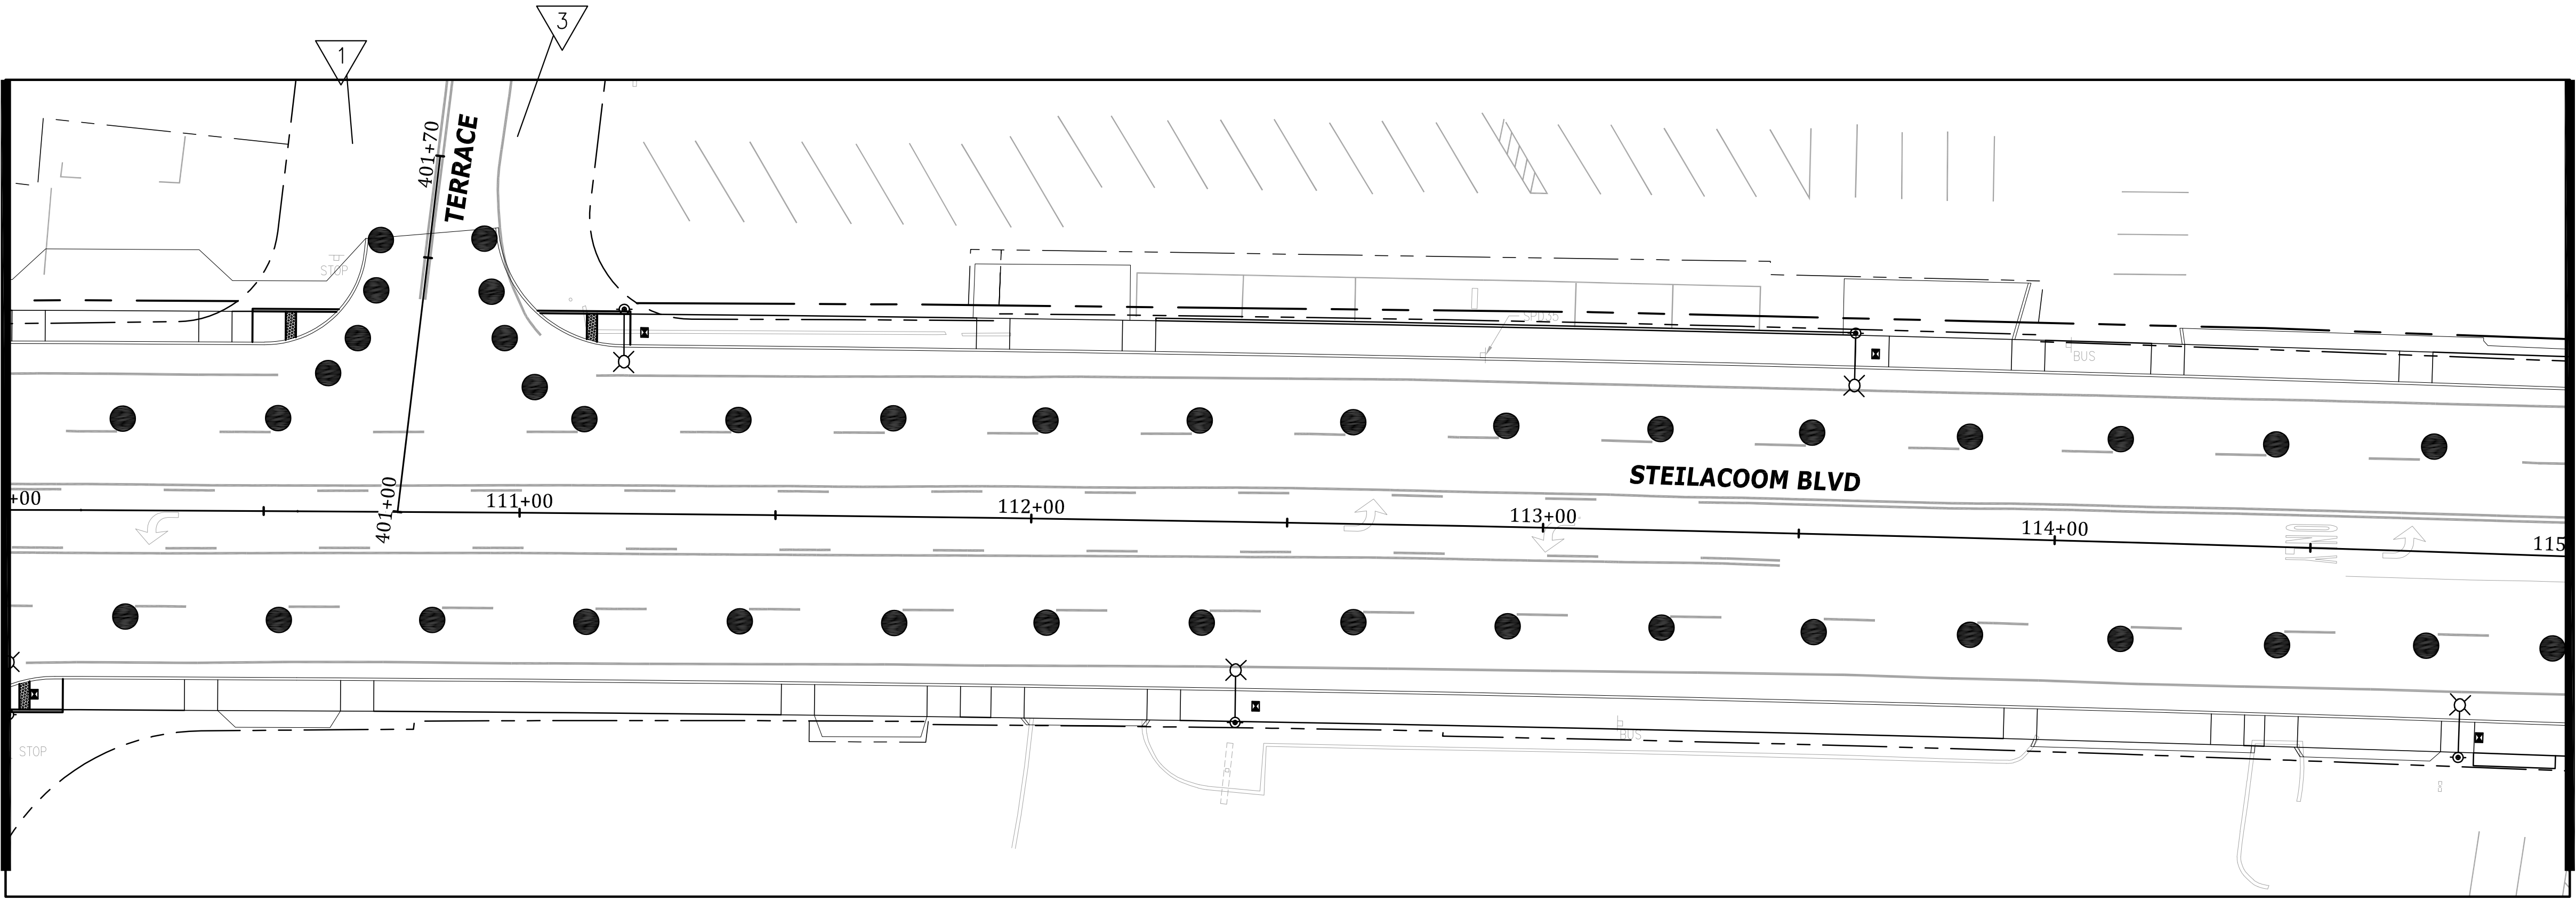 3
1
401+70
TERRACE
STOP
SPD35
BUS
STEILACOOM BLVD
+00
401+00
111+00
112+00
113+00
114+00
115
BUS
STOP